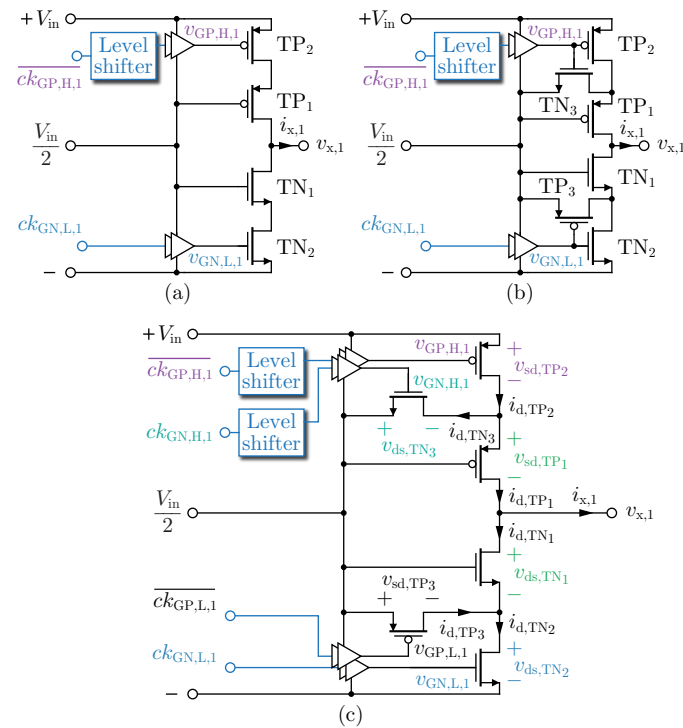 +V_in
Level shifter
\overline{ck_GP,H,1}
v_GP,H,1
TP_2
TP_1
i_x,1
V_in/2
v_x,1
TN_1
ck_GN,L,1
TN_2
v_GN,L,1
−
(a)
+V_in
Level shifter
\overline{ck_GP,H,1}
v_GP,H,1
TP_2
TN_3
TP_1
i_x,1
V_in/2
v_x,1
TP_3
TN_1
ck_GN,L,1
TN_2
v_GN,L,1
−
(b)
+V_in
\overline{ck_GP,H,1}
Level shifter
v_GP,H,1
+
v_sd,TP_2
−
v_GN,H,1
i_d,TP_2
ck_GN,H,1
Level shifter
+ −
i_d,TN_3
v_ds,TN_3
+
v_sd,TP_1
−
i_d,TP_1
i_x,1
V_in/2
v_x,1
i_d,TN_1
+
v_ds,TN_1
−
\overline{ck_GP,L,1}
v_sd,TP_3
+ −
i_d,TP_3
i_d,TN_2
v_GP,L,1
ck_GN,L,1
+
v_ds,TN_2
−
v_GN,L,1
−
(c)